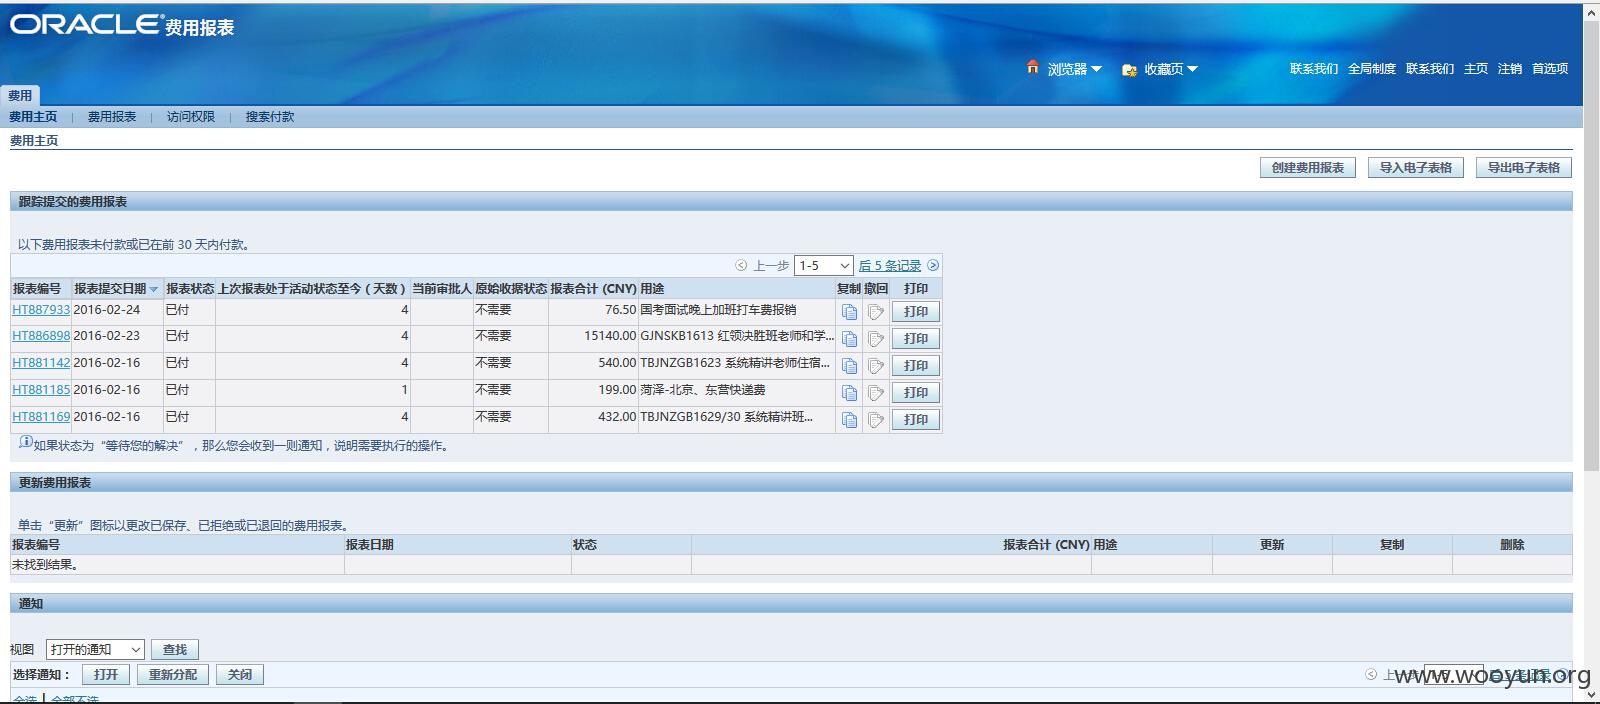 ORACLE® 费用报表
浏览器 收藏页 联系我们 全局制度 联系我们 主页 注销 首选项
费用
费用主页 | 费用报表 | 访问权限 | 搜索付款
费用主页
创建费用报表 导入电子表格 导出电子表格
跟踪提交的费用报表
以下费用报表未付款或已在前 30 天内付款。
上一步 1-5 后 5 条记录
报表编号 报表提交日期 报表状态 上次报表处于活动状态至今（天数） 当前审批人 原始收据状态 报表合计 (CNY) 用途 复制 撤回 打印
HT887933 2016-02-24 已付 4 不需要 76.50 国考面试晚上加班打车费报销 打印
HT886898 2016-02-23 已付 4 不需要 15140.00 GJNSKB1613 红领决胜班老师和学... 打印
HT881142 2016-02-16 已付 4 不需要 540.00 TBJNZGB1623 系统精讲老师住宿... 打印
HT881185 2016-02-16 已付 1 不需要 199.00 菏泽-北京、东营快递费 打印
HT881169 2016-02-16 已付 4 不需要 432.00 TBJNZGB1629/30 系统精讲班... 打印
如果状态为“等待您的解决”，那么您会收到一则通知，说明需要执行的操作。
更新费用报表
单击“更新”图标以更改已保存、已拒绝或已退回的费用报表。
报表编号 报表日期 状态 报表合计 (CNY) 用途 更新 复制 删除
未找到结果。
通知
视图 打开的通知 查找
选择通知： 打开 重新分配 关闭 上一步 1-5 后 5 条记录
www.wooyun.org
全选 | 全部不选